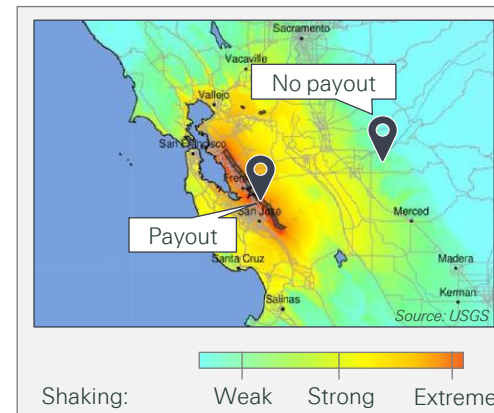 Sacramento
Vacaville
No payout
Vallejo
San Francisco
Fremont
San Jose
Merced
Payout
Santa Cruz
Madera
Kerman
Salinas
Source: USGS
Shaking:
Weak
Strong
Extreme